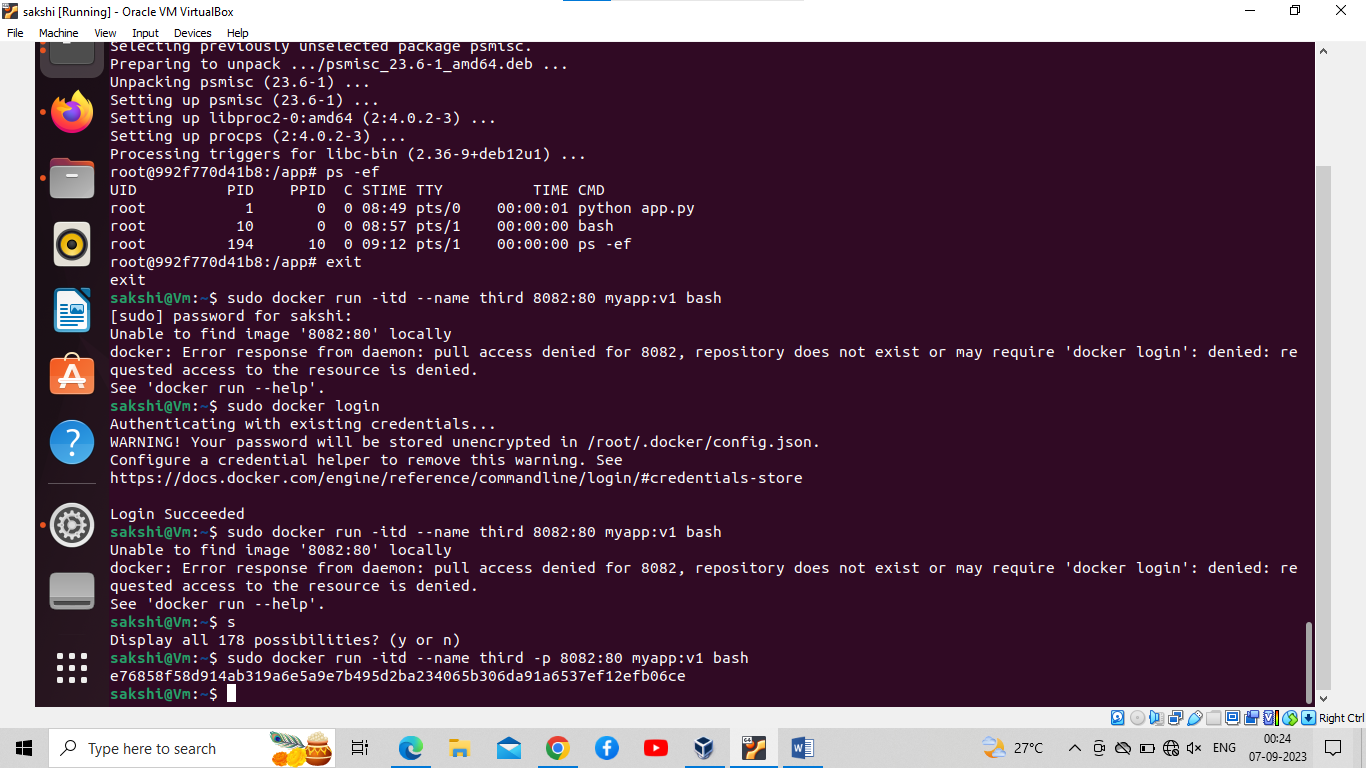 sakshi [Running] - Oracle VM VirtualBox
File Machine View Input Devices Help
Selecting previously unselected package psmisc.
Preparing to unpack .../psmisc_23.6-1_amd64.deb ...
Unpacking psmisc (23.6-1) ...
Setting up psmisc (23.6-1) ...
Setting up libproc2-0:amd64 (2:4.0.2-3) ...
Setting up procps (2:4.0.2-3) ...
Processing triggers for libc-bin (2.36-9+deb12u1) ...
root@992f770d41b8:/app# ps -ef
UID          PID    PPID  C STIME TTY          TIME CMD
root           1       0  0 08:49 pts/0    00:00:01 python app.py
root          10       0  0 08:57 pts/1    00:00:00 bash
root         194      10  0 09:12 pts/1    00:00:00 ps -ef
root@992f770d41b8:/app# exit
exit
sakshi@Vm:~$ sudo docker run -itd --name third 8082:80 myapp:v1 bash
[sudo] password for sakshi:
Unable to find image '8082:80' locally
docker: Error response from daemon: pull access denied for 8082, repository does not exist or may require 'docker login': denied: re
quested access to the resource is denied.
See 'docker run --help'.
sakshi@Vm:~$ sudo docker login
Authenticating with existing credentials...
WARNING! Your password will be stored unencrypted in /root/.docker/config.json.
Configure a credential helper to remove this warning. See
https://docs.docker.com/engine/reference/commandline/login/#credentials-store
Login Succeeded
sakshi@Vm:~$ sudo docker run -itd --name third 8082:80 myapp:v1 bash
Unable to find image '8082:80' locally
docker: Error response from daemon: pull access denied for 8082, repository does not exist or may require 'docker login': denied: re
quested access to the resource is denied.
See 'docker run --help'.
sakshi@Vm:~$ s
Display all 178 possibilities? (y or n)
sakshi@Vm:~$ sudo docker run -itd --name third -p 8082:80 myapp:v1 bash
e76858f58d914ab319a6e5a9e7b495d2ba234065b306da91a6537ef12efb06ce
sakshi@Vm:~$
Right Ctrl
Type here to search
27°C
ENG
00:24
07-09-2023